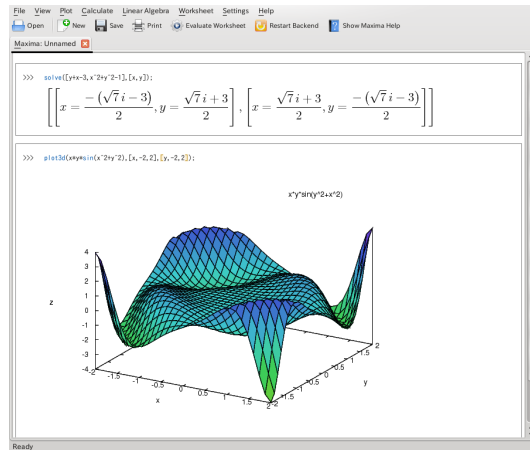 File View Plot Calculate Linear Algebra Worksheet Settings Help
Open New Save Print Evaluate Worksheet Restart Backend Show Maxima Help
Maxima: Unnamed
>>> solve([y+x-3,x^2+y^2-1],[x,y]);
[[x = -(√7 i − 3)/2, y = (√7 i + 3)/2], [x = (√7 i + 3)/2, y = -(√7 i − 3)/2]]
>>> plot3d(x*y*sin(x^2+y^2),[x,-2,2],[y,-2,2]);
x*y*sin(y^2+x^2)
4
3
2
1
0
-1
-2
-3
-4
z
-2 -1.5 -1 -0.5 0 0.5 1 1.5 2
x
-2 -1.5 -1 -0.5 0 0.5 1 1.5 2
y
Ready